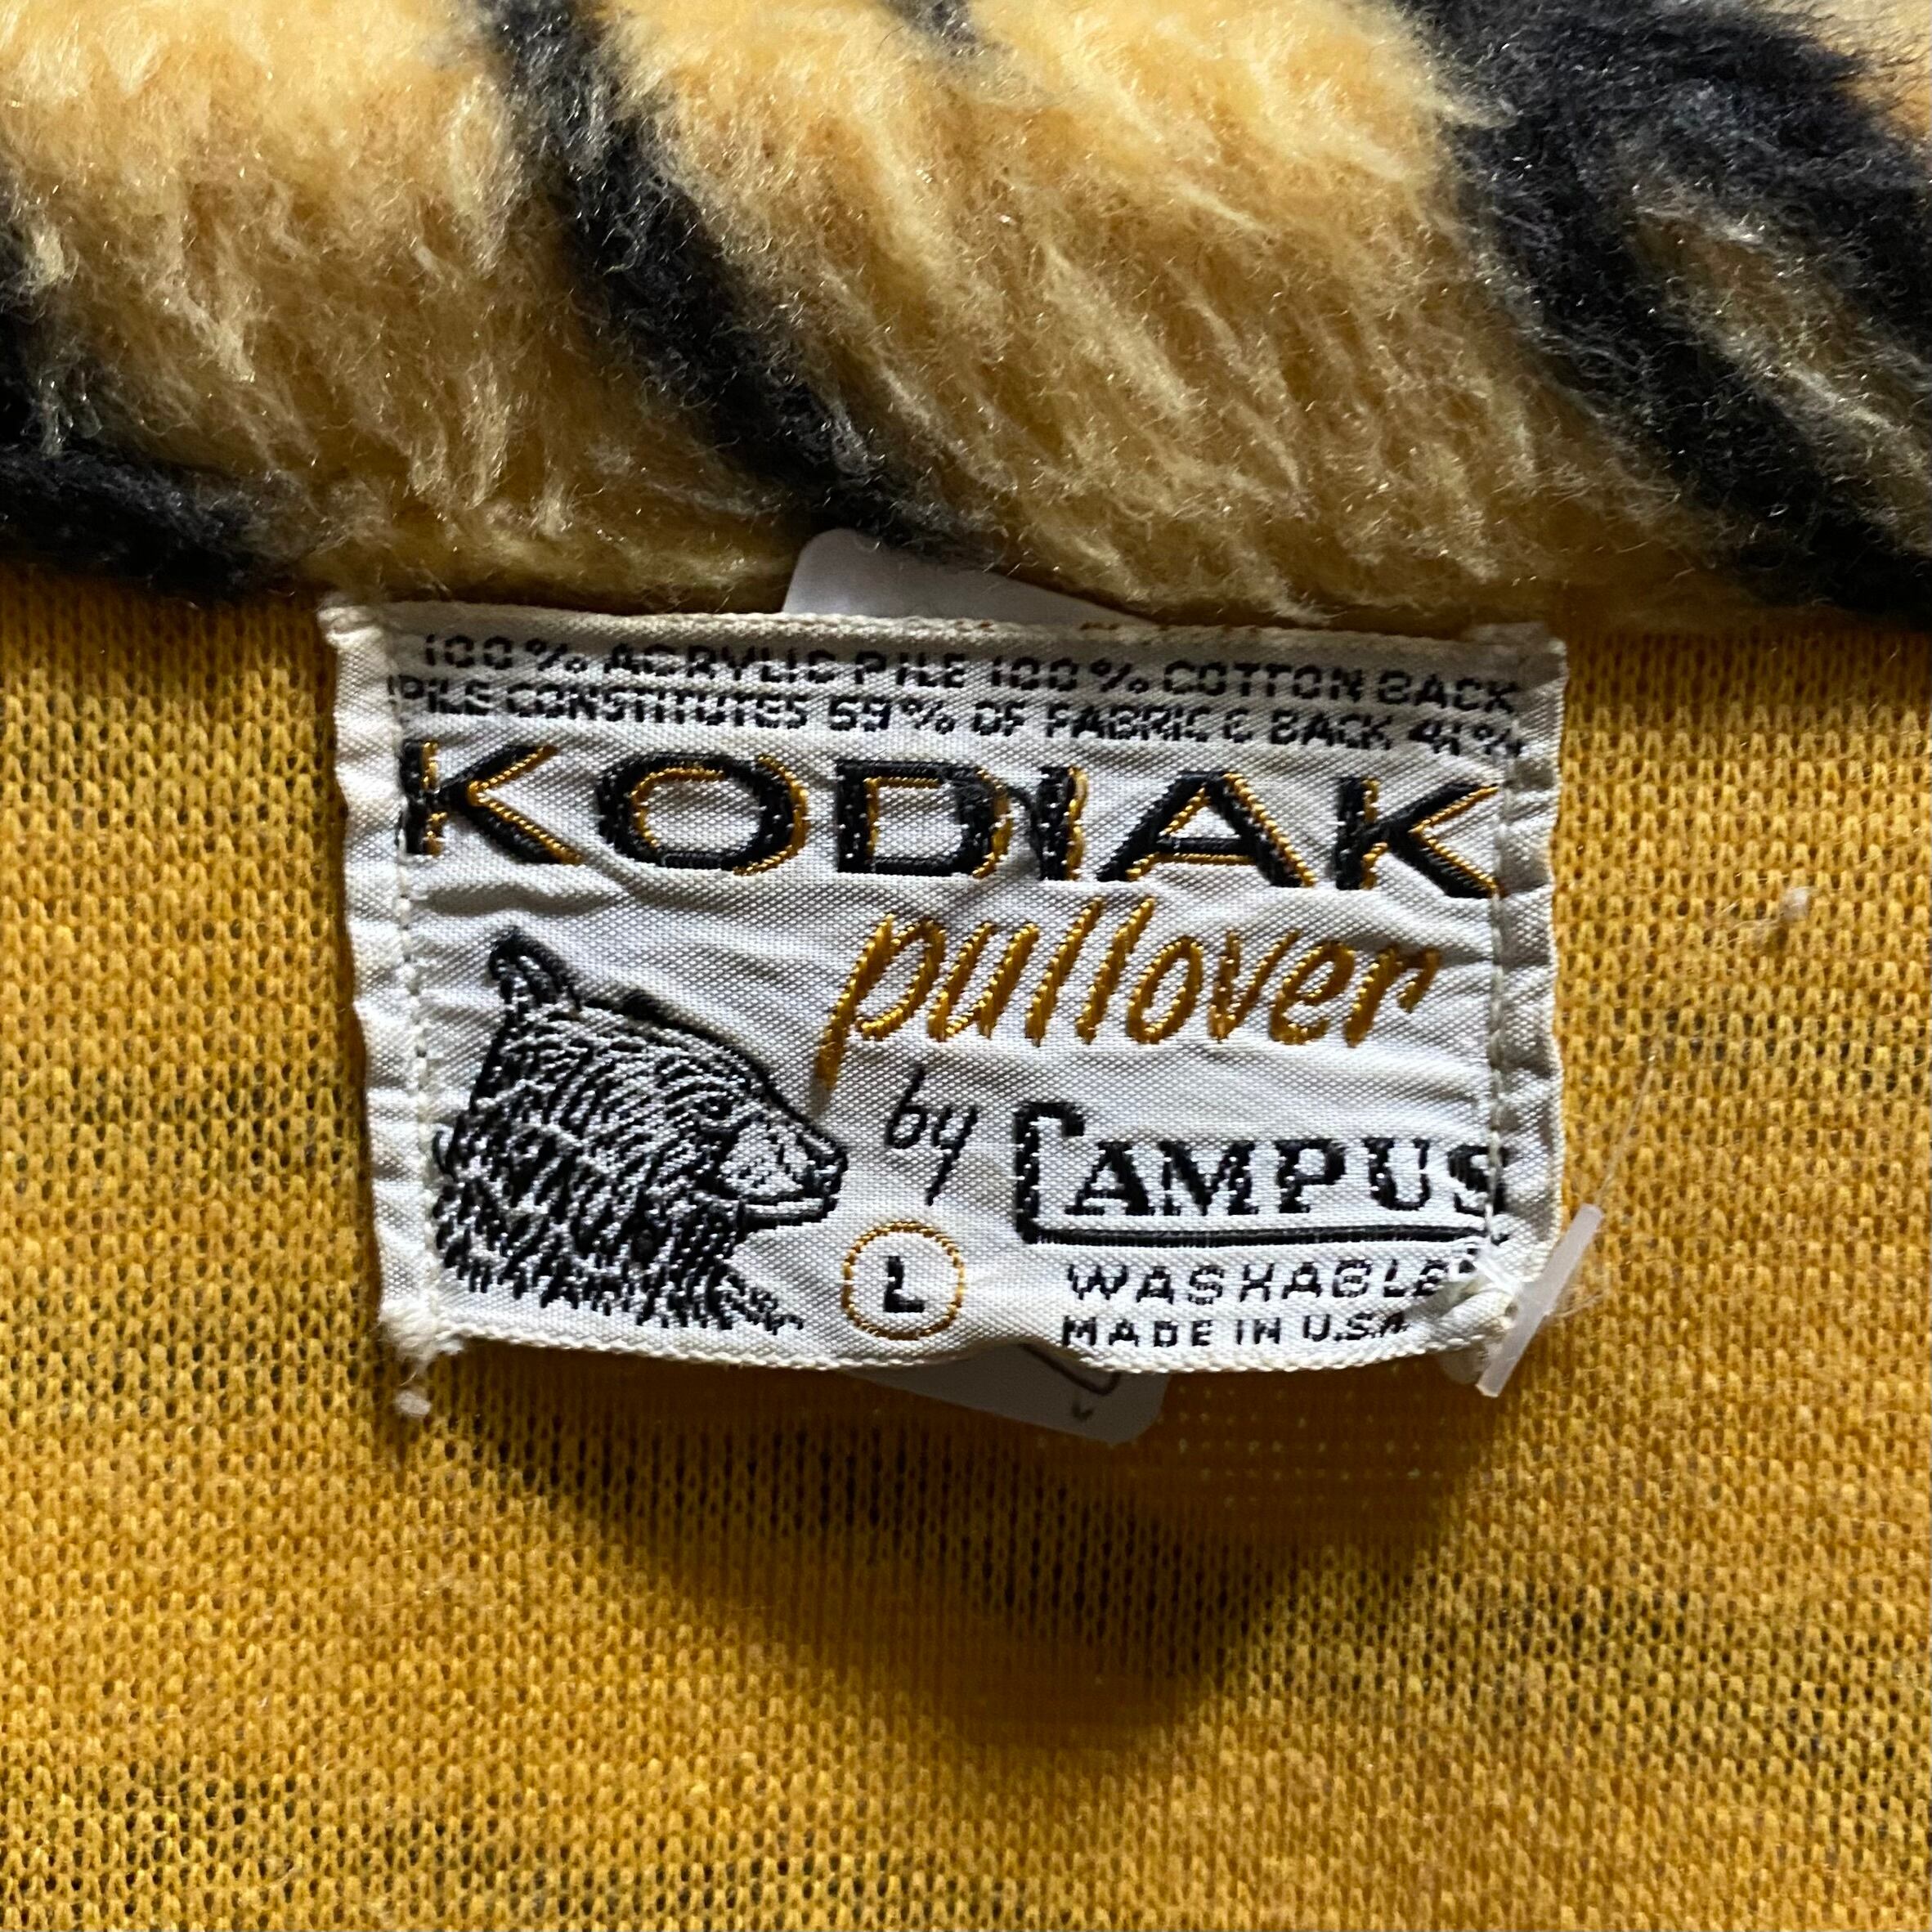 100% ACRYLIC PILE 100% COTTON BACK
PILE CONSTITUTES 59% OF FABRIC C BACK 41%
KODIAK
pullover
by CAMPUS
L
WASHABLE
MADE IN U.S.A.